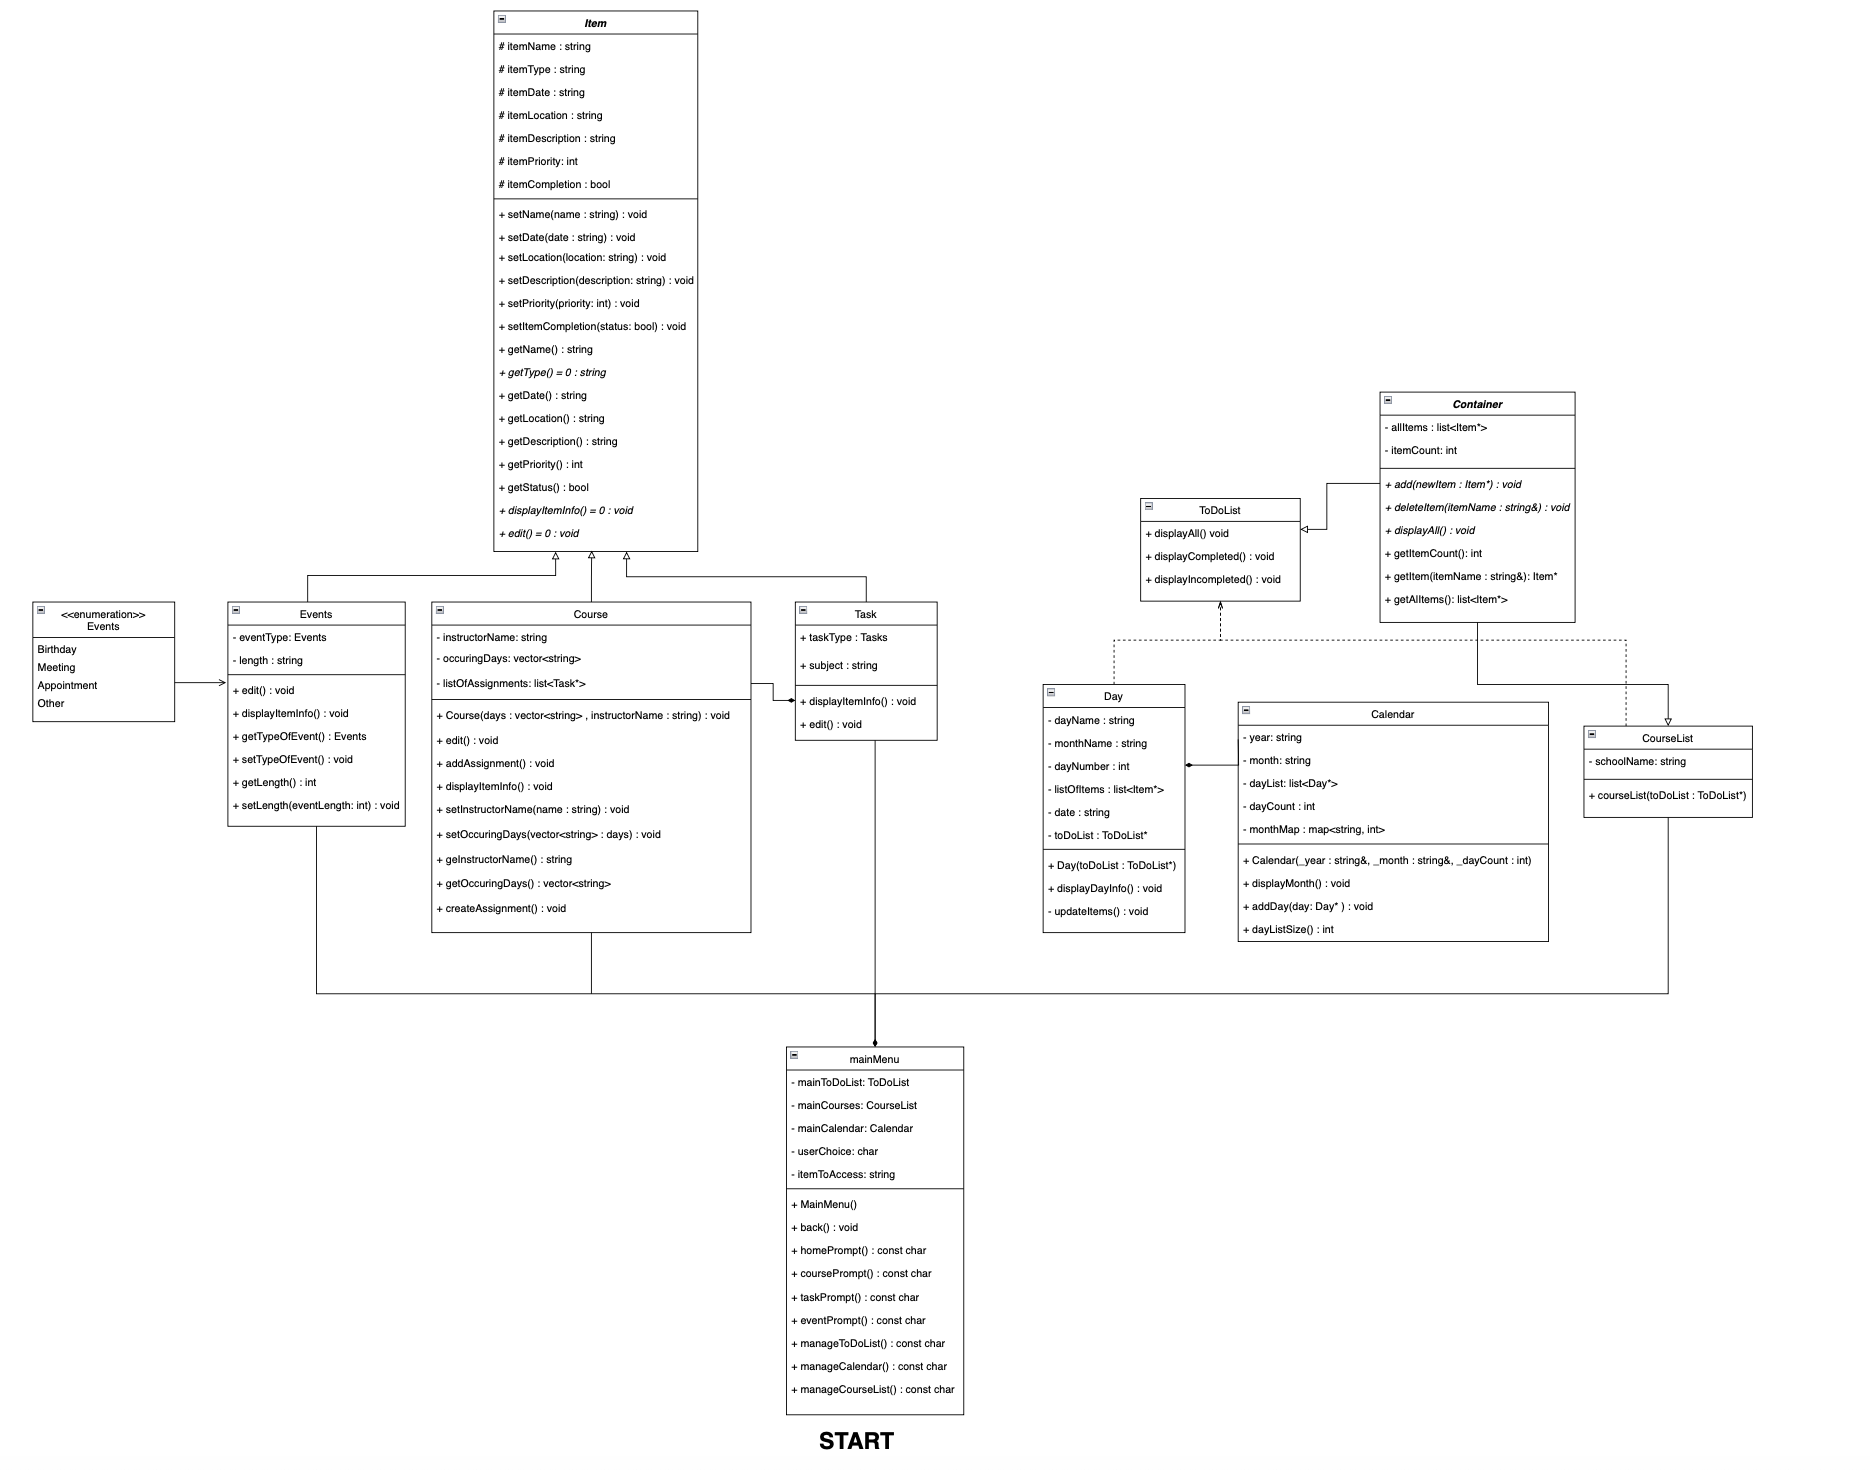 Item
# itemName : string
# itemType : string
# itemDate : string
# itemLocation : string
# itemDescription : string
# itemPriority: int
# itemCompletion : bool
+ setName(name : string) : void
+ setDate(date : string) : void
+ setLocation(location: string) : void
+ setDescription(description: string) : void
+ setPriority(priority: int) : void
+ setItemCompletion(status: bool) : void
+ getName() : string
+ getType() = 0 : string
+ getDate() : string
+ getLocation() : string
+ getDescription() : string
+ getPriority() : int
+ getStatus() : bool
+ displayItemInfo() = 0 : void
+ edit() = 0 : void
Container
- allItems : list<Item*>
- itemCount: int
+ add(newItem : Item*) : void
+ deleteItem(itemName : string&) : void
+ displayAll() : void
+ getItemCount(): int
+ getItem(itemName : string&): Item*
+ getAllItems(): list<Item*>
ToDoList
+ displayAll() void
+ displayCompleted() : void
+ displayIncompleted() : void
<<enumeration>>
Events
Birthday
Meeting
Appointment
Other
Events
- eventType: Events
- length : string
+ edit() : void
+ displayItemInfo() : void
+ getTypeOfEvent() : Events
+ setTypeOfEvent() : void
+ getLength() : int
+ setLength(eventLength: int) : void
Course
- instructorName: string
- occuringDays: vector<string>
- listOfAssignments: list<Task*>
+ Course(days : vector<string> , instructorName : string) : void
+ edit() : void
+ addAssignment() : void
+ displayItemInfo() : void
+ setInstructorName(name : string) : void
+ setOccuringDays(vector<string> : days) : void
+ geInstructorName() : string
+ getOccuringDays() : vector<string>
+ createAssignment() : void
Task
+ taskType : Tasks
+ subject : string
+ displayItemInfo() : void
+ edit() : void
Day
- dayName : string
- monthName : string
- dayNumber : int
- listOfItems : list<Item*>
- date : string
- toDoList : ToDoList*
+ Day(toDoList : ToDoList*)
+ displayDayInfo() : void
- updateItems() : void
Calendar
- year: string
- month: string
- dayList: list<Day*>
- dayCount : int
- monthMap : map<string, int>
+ Calendar(_year : string&, _month : string&, _dayCount : int)
+ displayMonth() : void
+ addDay(day: Day* ) : void
+ dayListSize() : int
CourseList
- schoolName: string
+ courseList(toDoList : ToDoList*)
mainMenu
- mainToDoList: ToDoList
- mainCourses: CourseList
- mainCalendar: Calendar
- userChoice: char
- itemToAccess: string
+ MainMenu()
+ back() : void
+ homePrompt() : const char
+ coursePrompt() : const char
+ taskPrompt() : const char
+ eventPrompt() : const char
+ manageToDoList() : const char
+ manageCalendar() : const char
+ manageCourseList() : const char
START